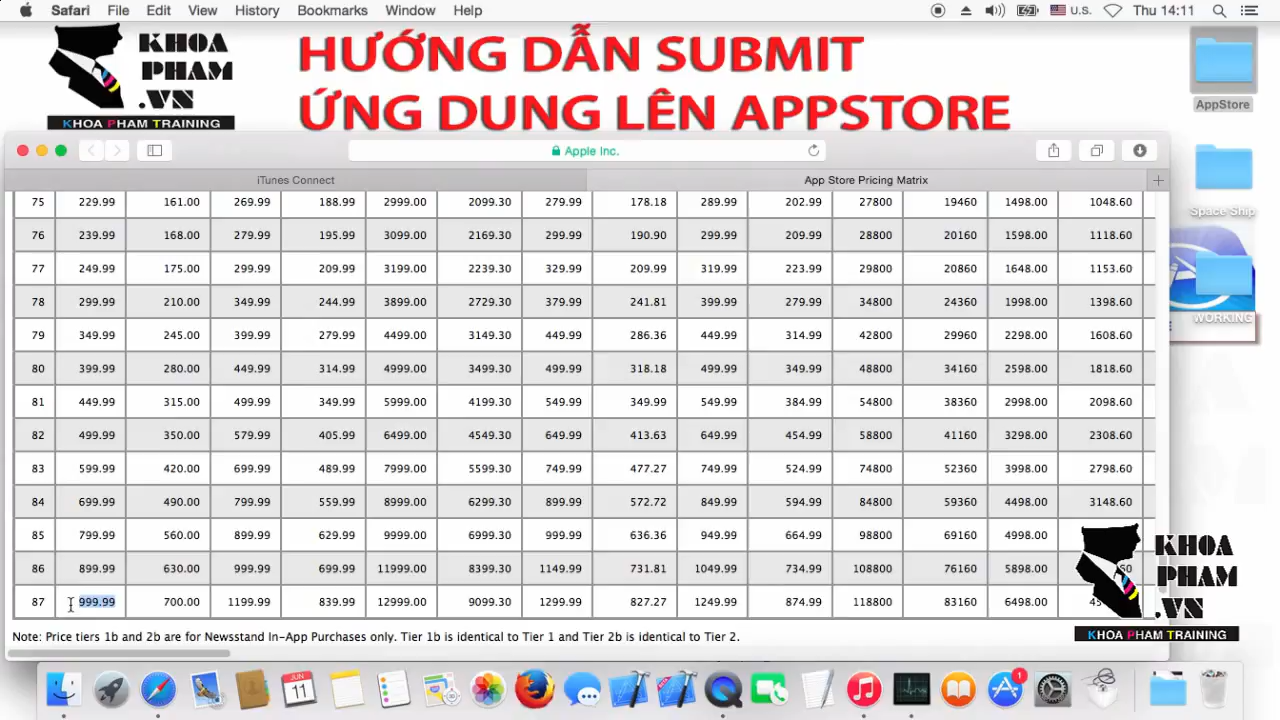 Safari File Edit View History Bookmarks Window Help U.S. Thu 14:11
KHOA
PHAM
.VN
KHOA PHAM TRAINING
HƯỚNG DẪN SUBMIT
ỨNG DỤNG LÊN APPSTORE
AppStore
Apple Inc.
iTunes Connect App Store Pricing Matrix
Space Ship
WORKING
75 229.99 161.00 269.99 188.99 2999.00 2099.30 279.99 178.18 289.99 202.99 27800 19460 1498.00 1048.60
76 239.99 168.00 279.99 195.99 3099.00 2169.30 299.99 190.90 299.99 209.99 28800 20160 1598.00 1118.60
77 249.99 175.00 299.99 209.99 3199.00 2239.30 329.99 209.99 319.99 223.99 29800 20860 1648.00 1153.60
78 299.99 210.00 349.99 244.99 3899.00 2729.30 379.99 241.81 399.99 279.99 34800 24360 1998.00 1398.60
79 349.99 245.00 399.99 279.99 4499.00 3149.30 449.99 286.36 449.99 314.99 42800 29960 2298.00 1608.60
80 399.99 280.00 449.99 314.99 4999.00 3499.30 499.99 318.18 499.99 349.99 48800 34160 2598.00 1818.60
81 449.99 315.00 499.99 349.99 5999.00 4199.30 549.99 349.99 549.99 384.99 54800 38360 2998.00 2098.60
82 499.99 350.00 579.99 405.99 6499.00 4549.30 649.99 413.63 649.99 454.99 58800 41160 3298.00 2308.60
83 599.99 420.00 699.99 489.99 7999.00 5599.30 749.99 477.27 749.99 524.99 74800 52360 3998.00 2798.60
84 699.99 490.00 799.99 559.99 8999.00 6299.30 899.99 572.72 849.99 594.99 84800 59360 4498.00 3148.60
85 799.99 560.00 899.99 629.99 9999.00 6999.30 999.99 636.36 949.99 664.99 98800 69160 4998.00
86 899.99 630.00 999.99 699.99 11999.00 8399.30 1149.99 731.81 1049.99 734.99 108800 76160 5898.00
87 999.99 700.00 1199.99 839.99 12999.00 9099.30 1299.99 827.27 1249.99 874.99 118800 83160 6498.00
Note: Price tiers 1b and 2b are for Newsstand In-App Purchases only. Tier 1b is identical to Tier 1 and Tier 2b is identical to Tier 2.
KHOA
PHAM
.VN
KHOA PHAM TRAINING
JUN
11
1